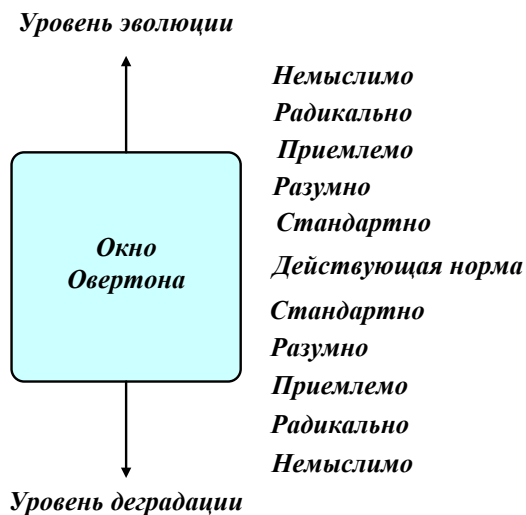 Уровень эволюции
Немыслимо
Радикально
Приемлемо
Разумно
Стандартно
Окно
Овертона
Действующая норма
Стандартно
Разумно
Приемлемо
Радикально
Немыслимо
Уровень деградации